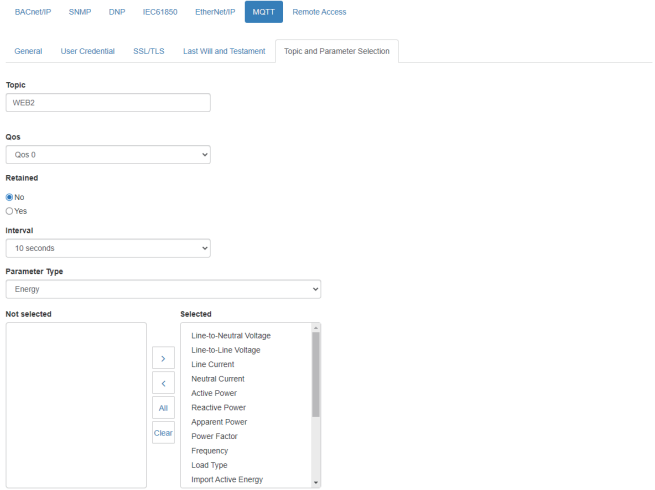 BACnet/IP SNMP DNP IEC61850 EtherNet/IP MQTT Remote Access
General User Credential SSL/TLS Last Will and Testament Topic and Parameter Selection
Topic
WEB2
Qos
Qos 0
Retained
No
Yes
Interval
10 seconds
Parameter Type
Energy
Not selected Selected
Line-to-Neutral Voltage
Line-to-Line Voltage
> Line Current
< Neutral Current
Active Power
All Reactive Power
Apparent Power
Clear Power Factor
Frequency
Load Type
Import Active Energy